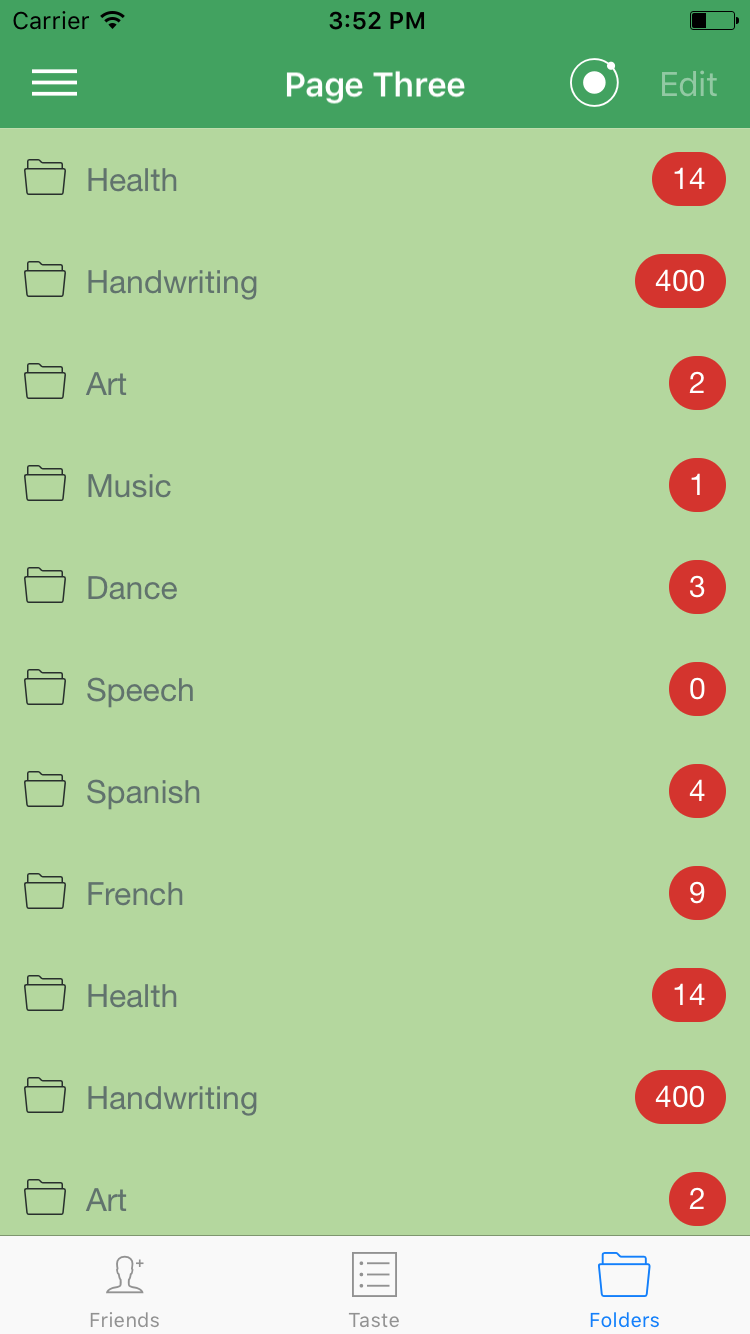 Carrier 3:52 PM
Page Three Edit
Health 14
Handwriting 400
Art 2
Music 1
Dance 3
Speech 0
Spanish 4
French 9
Health 14
Handwriting 400
Art 2
Friends Taste Folders